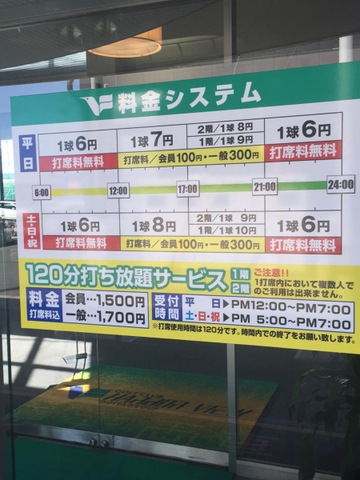 料金システム
平日
1球6円
打席料無料
1球7円
2階/1球8円
1階/1球9円
打席料/会員100円・一般300円
1球6円
打席料無料
6:00
12:00
17:00
21:00
24:00
土・日・祝
1球6円
打席料無料
1球8円
2階/1球 9円
1階/1球10円
打席料/会員100円・一般300円
1球6円
打席料無料
120分打ち放題サービス
1階
2階
ご注意!!
1打席内において複数人で
のご利用は出来ません。
料金
打席料込
会員…1,500円
一般…1,700円
受付
時間
平 日▶PM12:00〜PM7:00
土・日・祝▶PM 5:00〜PM7:00
※打席使用時間は120分です。時間内での終了をお願い致します。